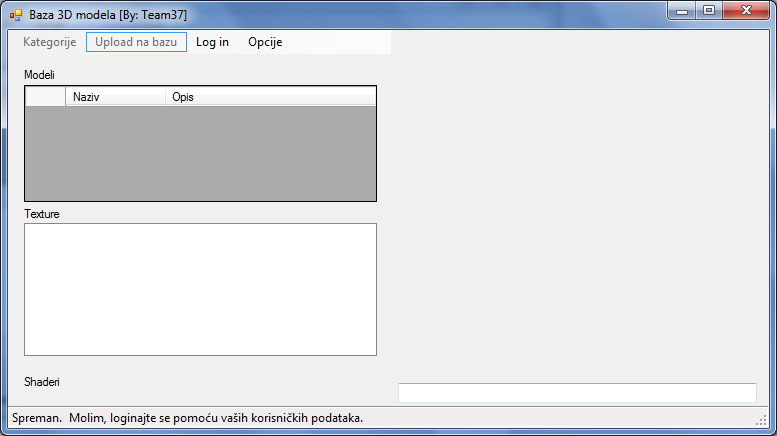 Baza 3D modela [By: Team37]
Kategorije Upload na bazu Log in Opcije
Modeli
Naziv Opis
Texture
Shaderi
Spreman. Molim, loginajte se pomoću vaših korisničkih podataka.